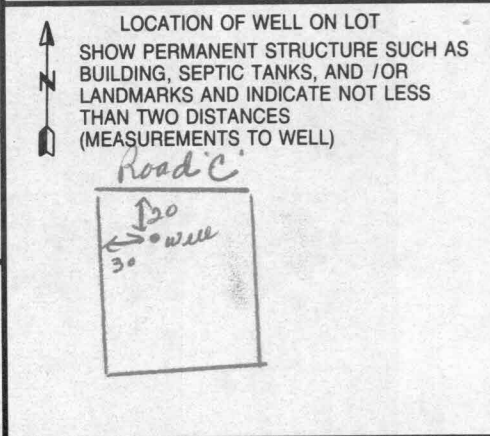 LOCATION OF WELL ON LOT
SHOW PERMANENT STRUCTURE SUCH AS
BUILDING, SEPTIC TANKS, AND /OR
LANDMARKS AND INDICATE NOT LESS
THAN TWO DISTANCES
(MEASUREMENTS TO WELL)
N
Road "C"
20
well
30